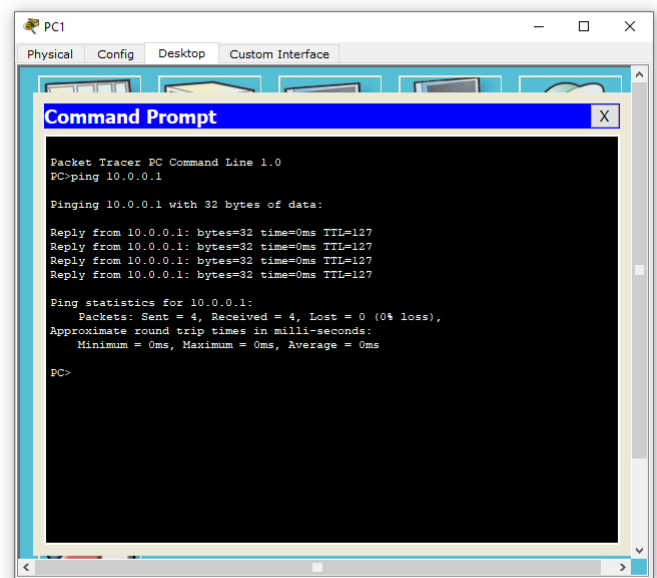 PC1
Physical Config Desktop Custom Interface
Command Prompt X
Packet Tracer PC Command Line 1.0
PC>ping 10.0.0.1
Pinging 10.0.0.1 with 32 bytes of data:
Reply from 10.0.0.1: bytes=32 time=0ms TTL=127
Reply from 10.0.0.1: bytes=32 time=0ms TTL=127
Reply from 10.0.0.1: bytes=32 time=0ms TTL=127
Reply from 10.0.0.1: bytes=32 time=0ms TTL=127
Ping statistics for 10.0.0.1:
Packets: Sent = 4, Received = 4, Lost = 0 (0% loss),
Approximate round trip times in milli-seconds:
Minimum = 0ms, Maximum = 0ms, Average = 0ms
PC>